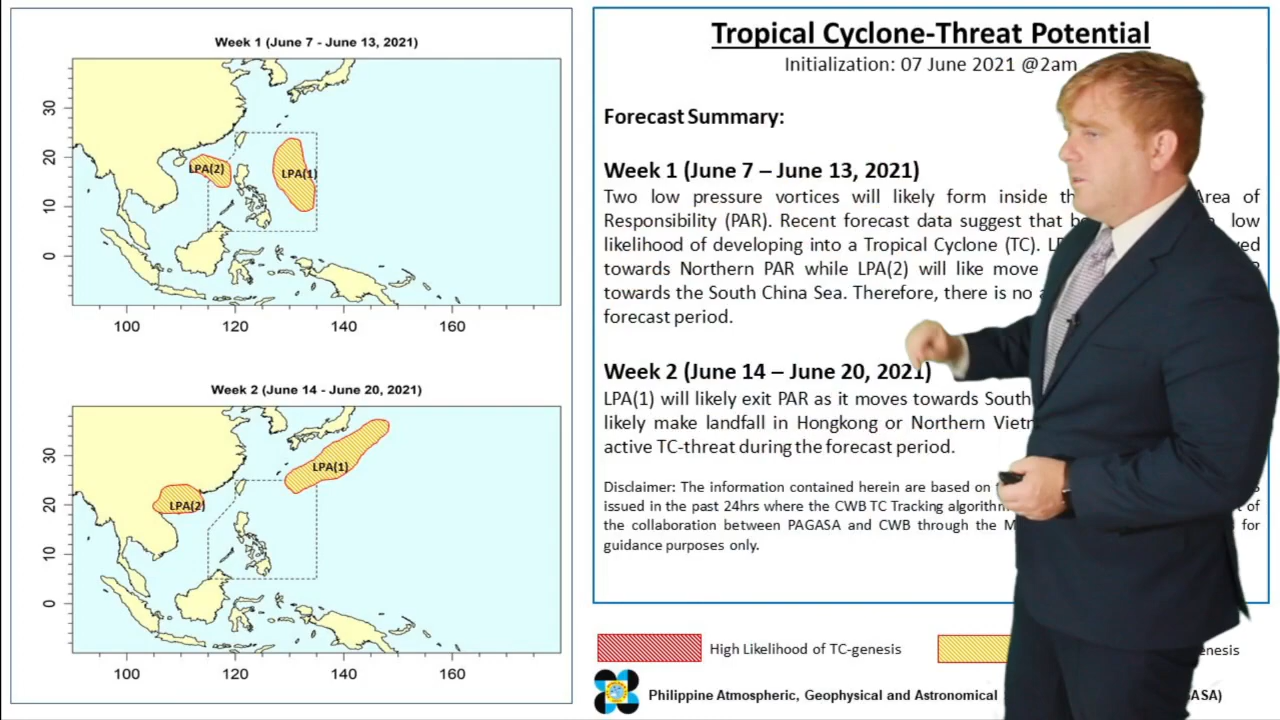 Week 1 (June 7 - June 13, 2021)
30
20
10
0
LPA(2)
LPA(1)
100 120 140 160
Week 2 (June 14 - June 20, 2021)
30
20
10
0
LPA(1)
LPA(2)
100 120 140 160
Tropical Cyclone-Threat Potential
Initialization: 07 June 2021 @2am
Forecast Summary:
Week 1 (June 7 – June 13, 2021)
Two low pressure vortices will likely form inside Area of
Responsibility (PAR). Recent forecast data suggest that low
likelihood of developing into a Tropical Cyclone (TC).
towards Northern PAR while LPA(2) will like move
towards the South China Sea. Therefore, there is no
forecast period.
Week 2 (June 14 – June 20, 2021)
LPA(1) will likely exit PAR as it moves towards South
likely make landfall in Hongkong or Northern
active TC-threat during the forecast period.
Disclaimer: The information contained herein are based on
issued in the past 24hrs where the CWB TC Tracking of
the collaboration between PAGASA and CWB through the for
guidance purposes only.
High Likelihood of TC-genesis
Philippine Atmospheric, Geophysical and Astronomical